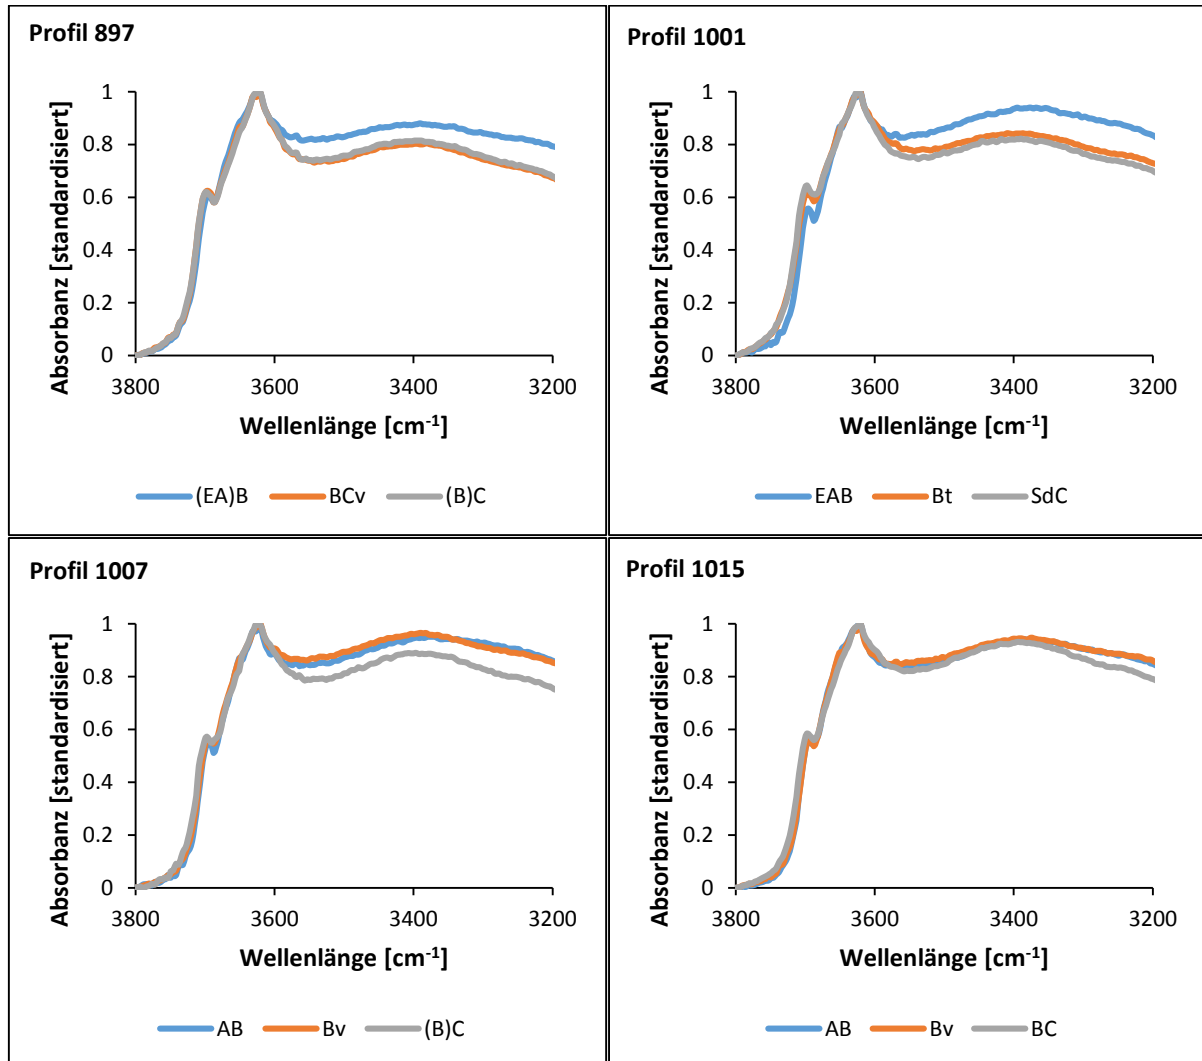 Profil 897
Absorbanz [standardisiert]
1
0.8
0.6
0.4
0.2
0
3800 3600 3400 3200
Wellenlänge [cm⁻¹]
(EA)B BCv (B)C
Profil 1001
Absorbanz [standardisiert]
1
0.8
0.6
0.4
0.2
0
3800 3600 3400 3200
Wellenlänge [cm⁻¹]
EAB Bt SdC
Profil 1007
Absorbanz [standardisiert]
1
0.8
0.6
0.4
0.2
0
3800 3600 3400 3200
Wellenlänge [cm⁻¹]
AB Bv (B)C
Profil 1015
Absorbanz [standardisiert]
1
0.8
0.6
0.4
0.2
0
3800 3600 3400 3200
Wellenlänge [cm⁻¹]
AB Bv BC